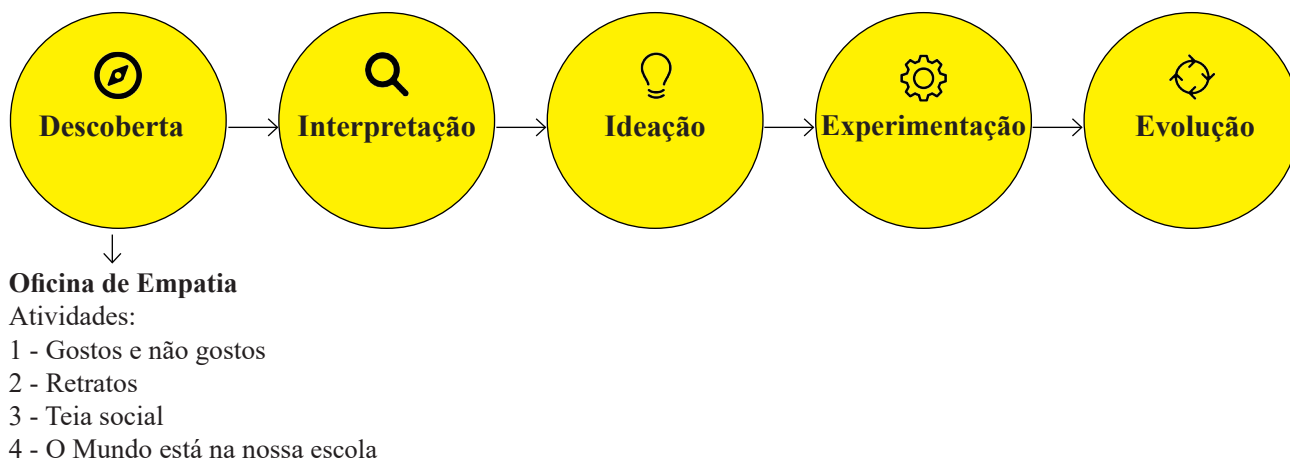 Descoberta
Interpretação
Ideação
Experimentação
Evolução
Oficina de Empatia
Atividades:
1 - Gostos e não gostos
2 - Retratos
3 - Teia social
4 - O Mundo está na nossa escola